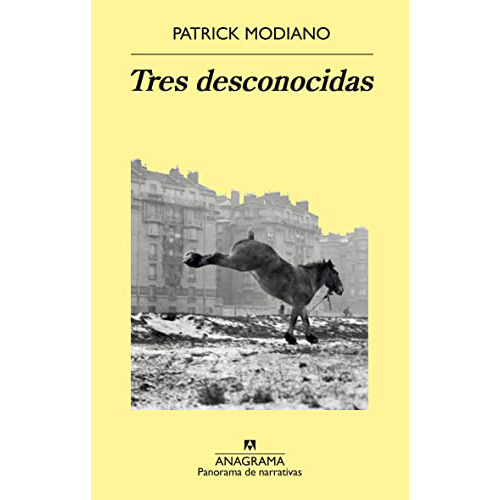 PATRICK MODIANO
Tres desconocidas
ANAGRAMA
Panorama de narrativas